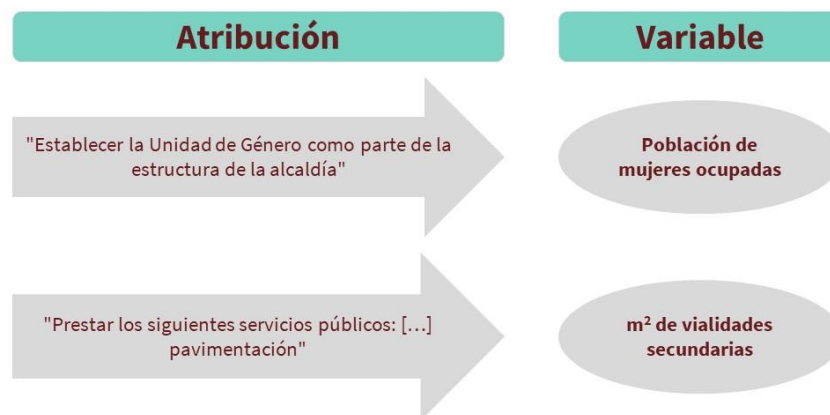 Atribución
Variable
"Establecer la Unidad de Género como parte de la
estructura de la alcaldía"
Población de
mujeres ocupadas
"Prestar los siguientes servicios públicos: […]
pavimentación"
m² de vialidades
secundarias